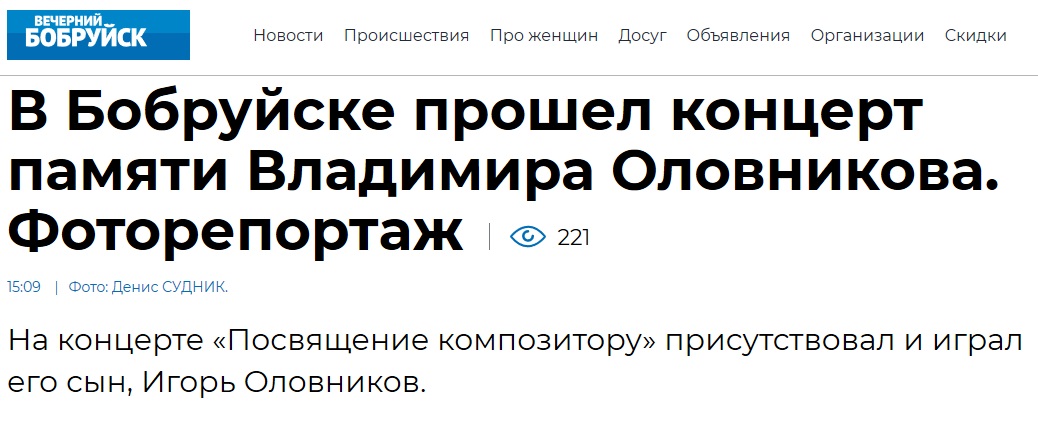 ВЕЧЕРНИЙ
БОБРУЙСК
Новости Происшествия Про женщин Досуг Объявления Организации Скидки
В Бобруйске прошел концерт
памяти Владимира Оловникова.
Фоторепортаж | 221
15:09 | Фото: Денис СУДНИК.
На концерте «Посвящение композитору» присутствовал и играл
его сын, Игорь Оловников.